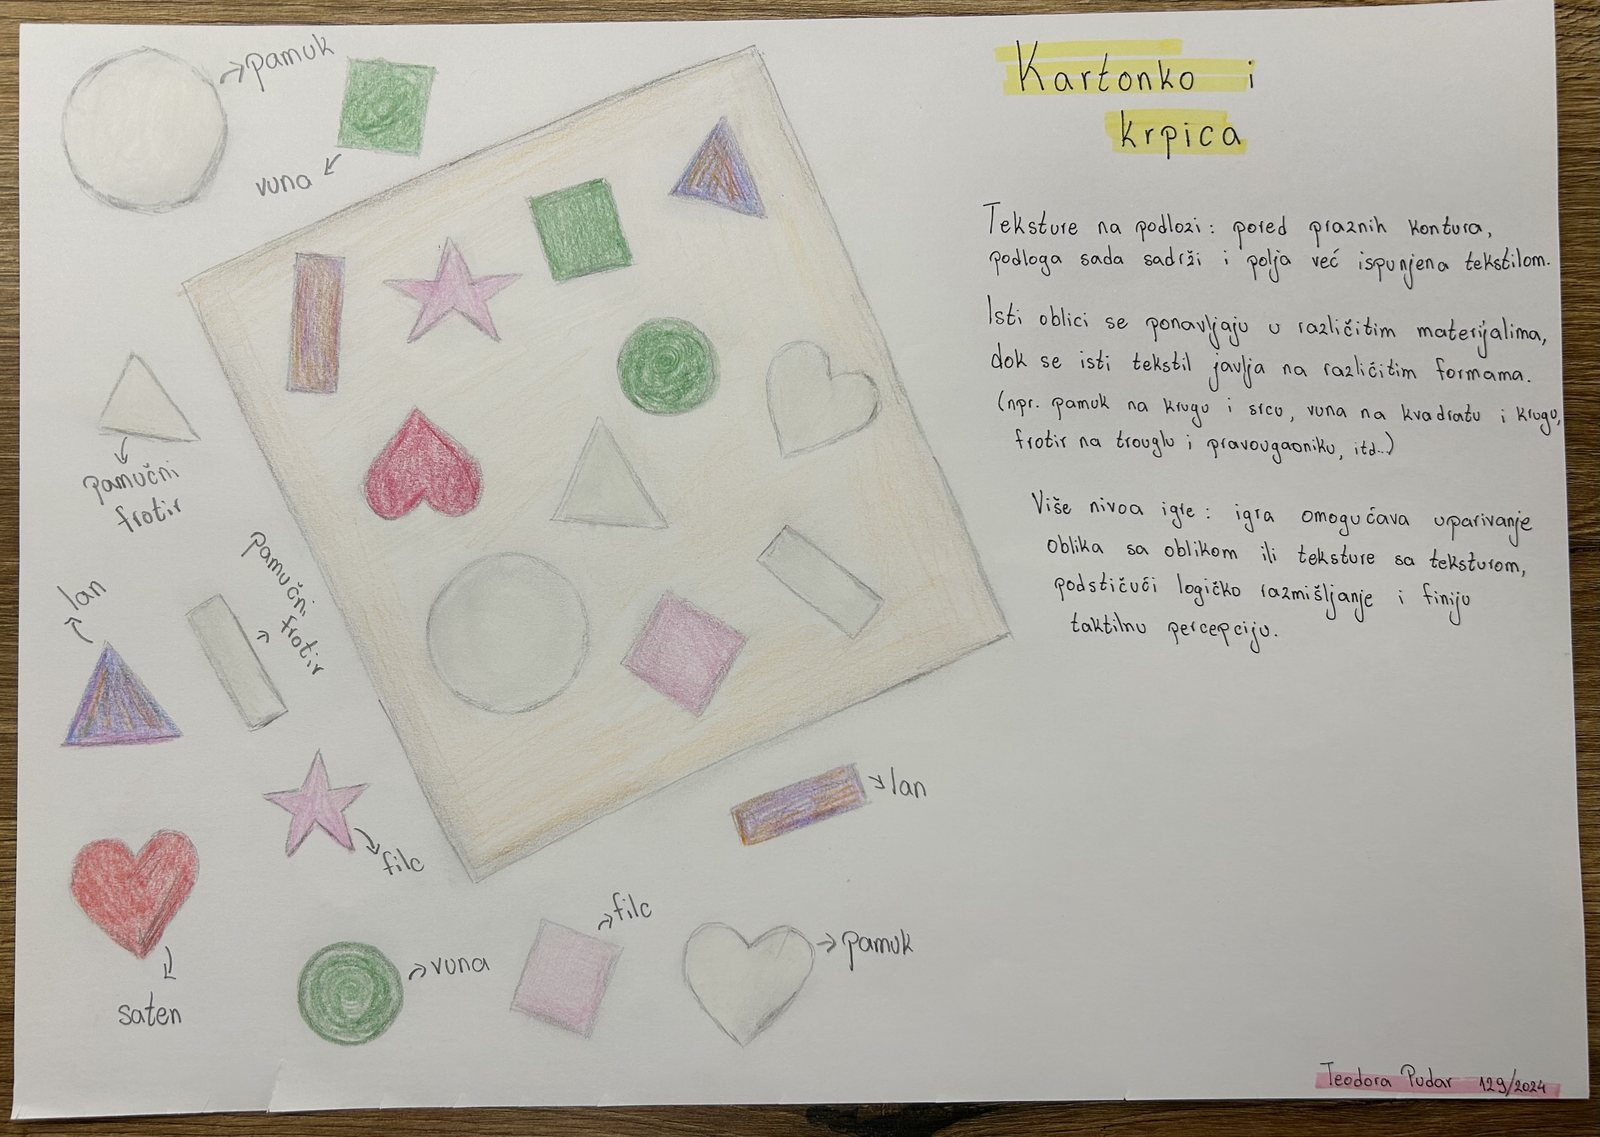 pamuk
vuna
pamučni
frotir
pamučni
frotir
lan
filc
lan
saten
vuna
filc
pamuk
Kartonko i
krpica
Teksture na podlozi: pored praznih kontura,
podloga sada sadrži i polja već ispunjena tekstilom.
Isti oblici se ponavljaju u različitim materijalima,
dok se isti tekstil javlja na različitim formama.
(npr. pamuk na krugu i srcu, vuna na kvadratu i krugu,
frotir na trouglu i pravougaoniku, itd...)
Više nivoa igre: igra omogućava uparivanje
oblika sa oblikom ili teksture sa teksturom,
podstičući logičko razmišljanje i finiju
taktilnu percepciju.
Teodora Pudar 129/2024